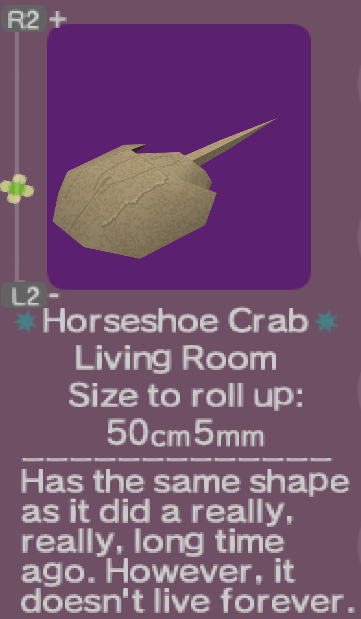 R2 +
L2 -
Horseshoe Crab
Living Room
Size to roll up:
50cm5mm
Has the same shape
as it did a really,
really, long time
ago. However, it
doesn't live forever.